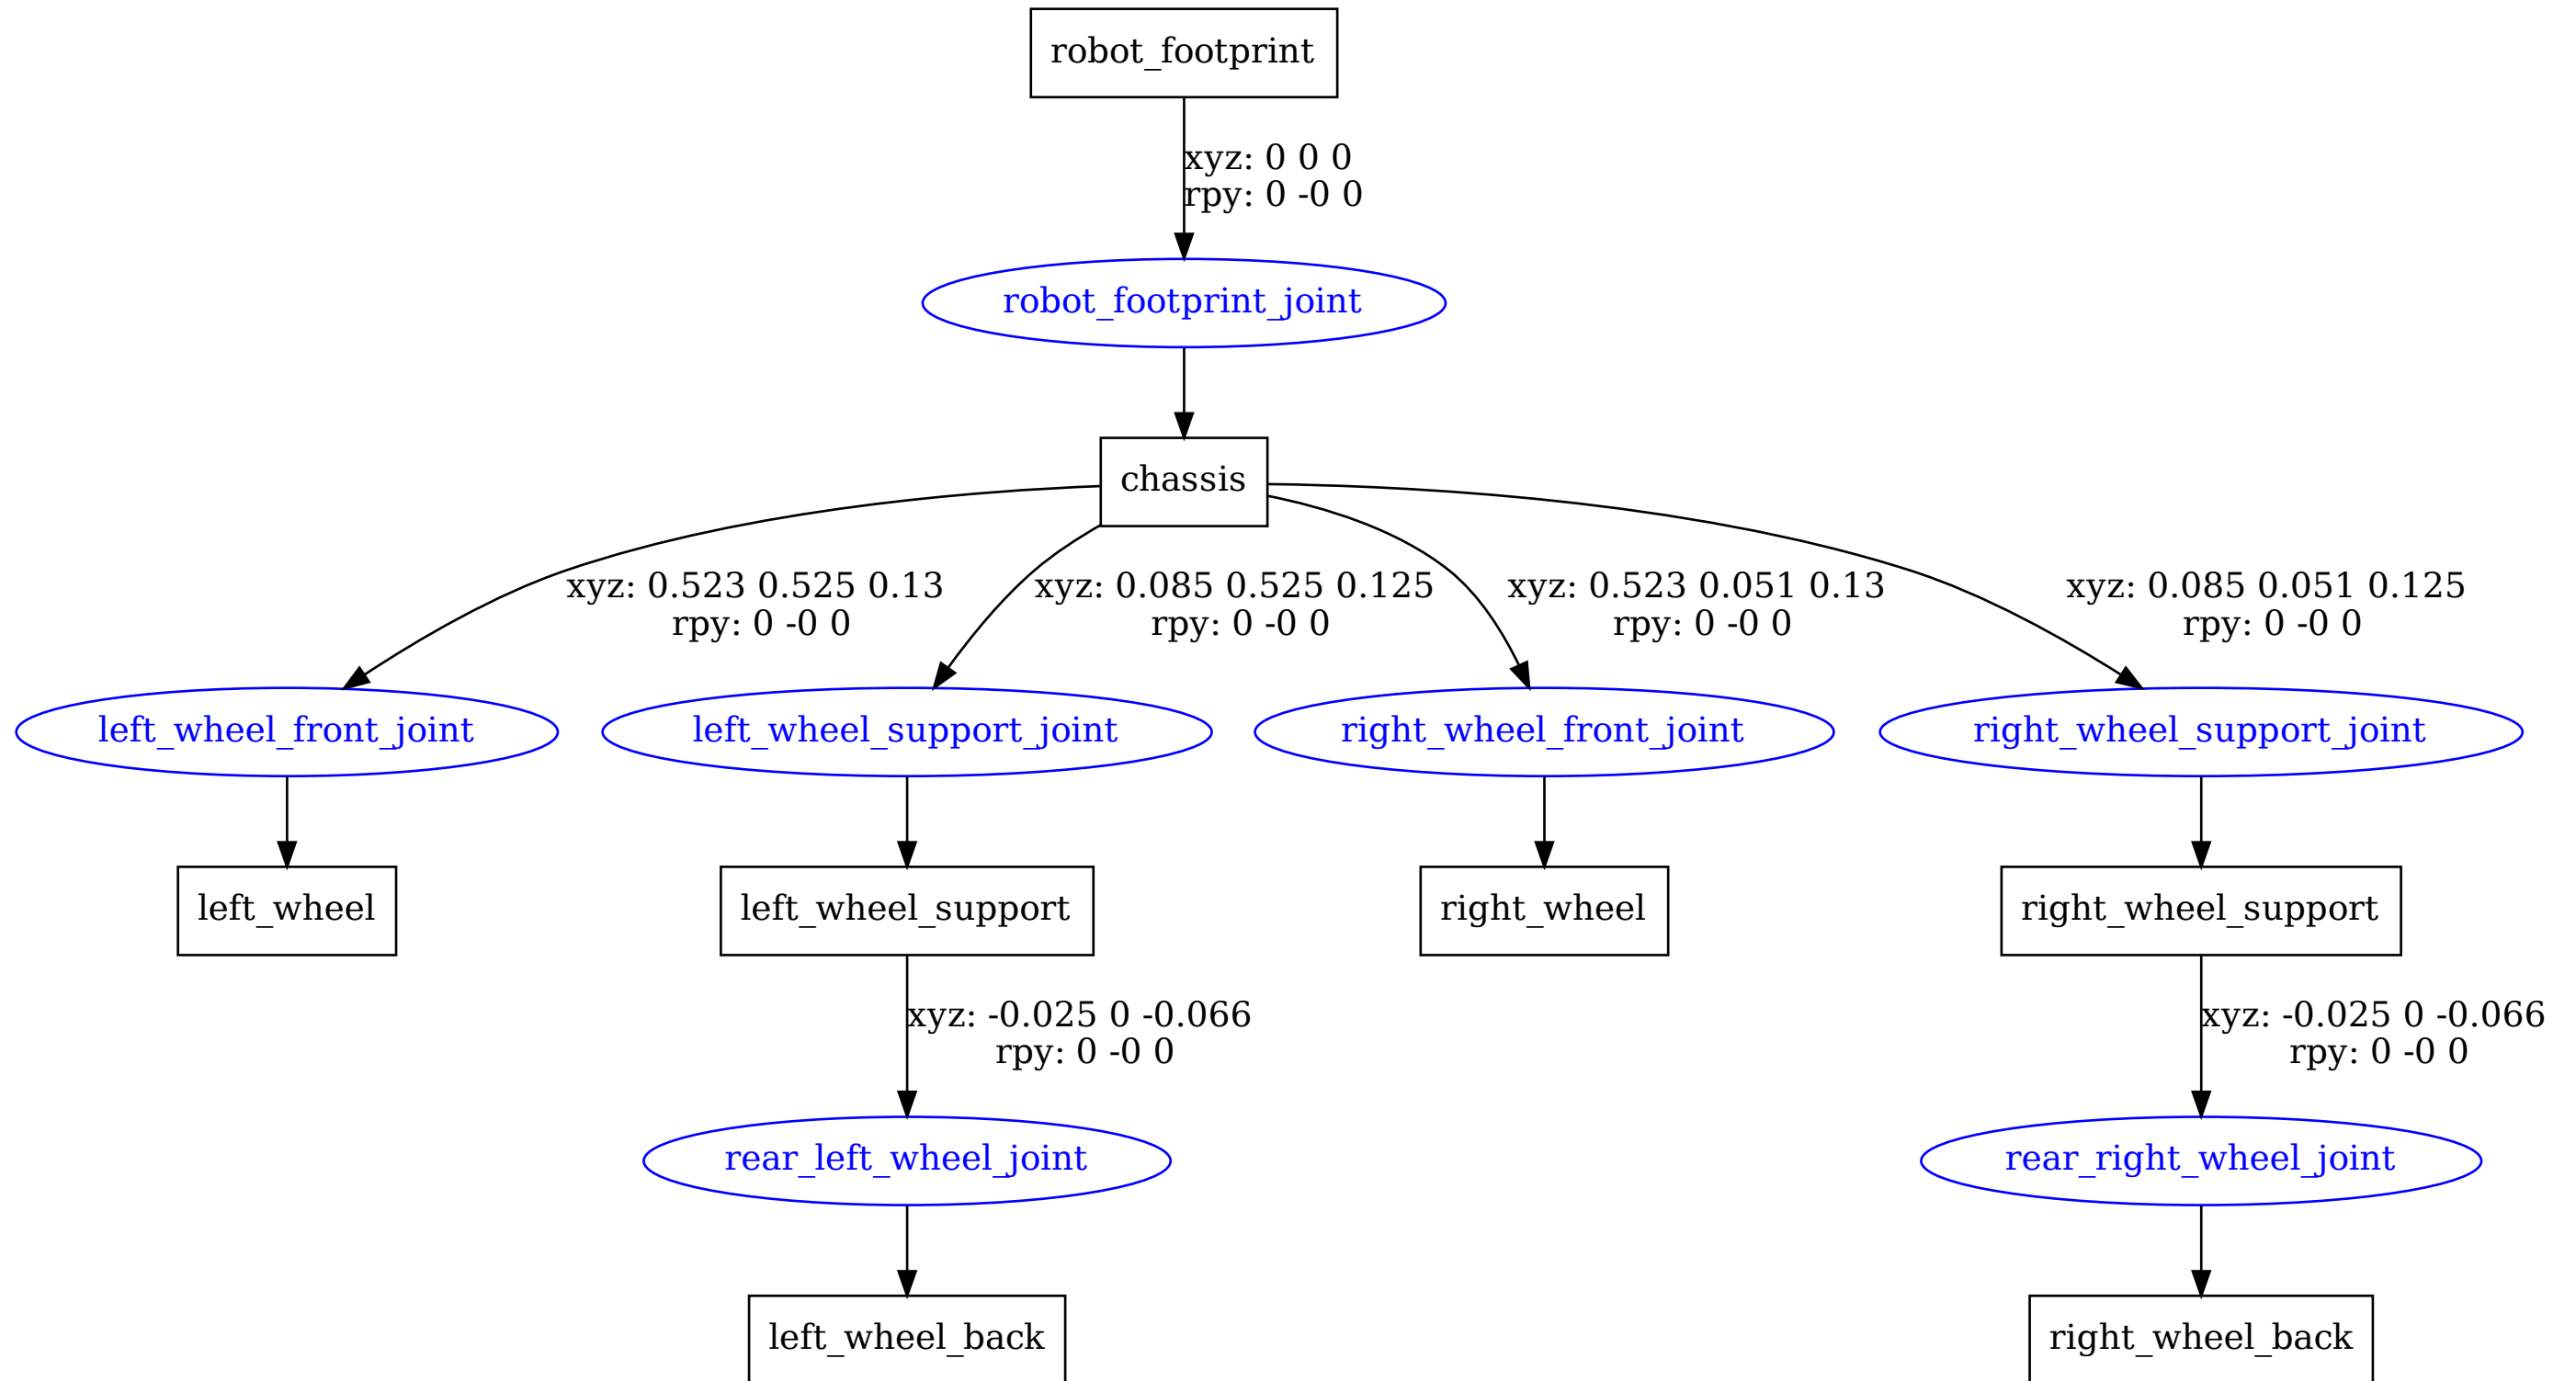 robot_footprint
xyz: 0 0 0
rpy: 0 -0 0
robot_footprint_joint
chassis
xyz: 0.523 0.525 0.13
rpy: 0 -0 0
xyz: 0.085 0.525 0.125
rpy: 0 -0 0
xyz: 0.523 0.051 0.13
rpy: 0 -0 0
xyz: 0.085 0.051 0.125
rpy: 0 -0 0
left_wheel_front_joint
left_wheel_support_joint
right_wheel_front_joint
right_wheel_support_joint
left_wheel
left_wheel_support
right_wheel
right_wheel_support
xyz: -0.025 0 -0.066
rpy: 0 -0 0
xyz: -0.025 0 -0.066
rpy: 0 -0 0
rear_left_wheel_joint
rear_right_wheel_joint
left_wheel_back
right_wheel_back